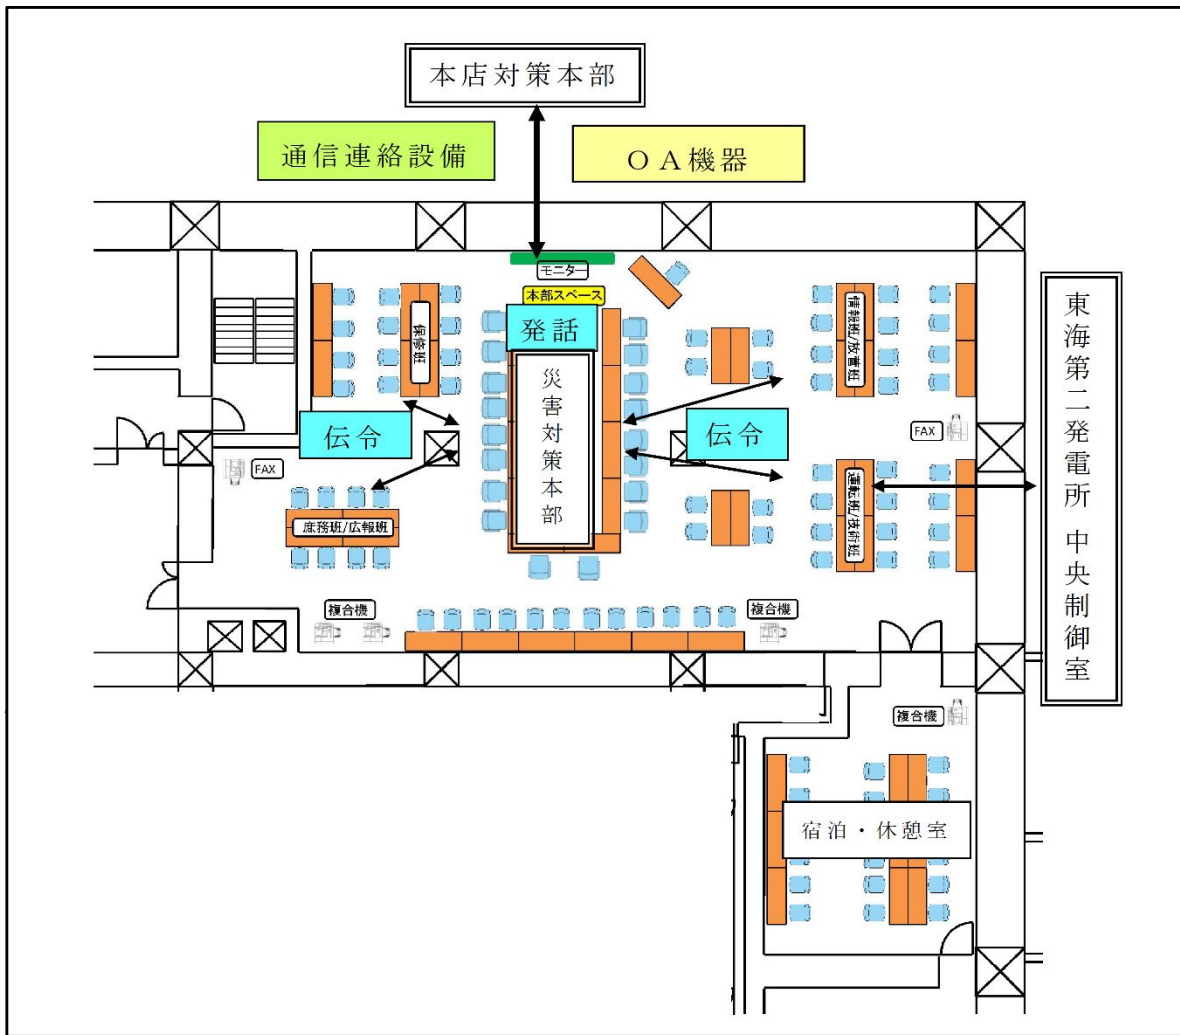 本店対策本部
通信連絡設備
OA機器
モニター
本部スペース
発話
災害対策本部
保修班
情報班/放管班
伝令
伝令
FAX
FAX
庶務班/広報班
運転班/技術班
東海第二発電所 中央制御室
複合機
複合機
複合機
宿泊・休憩室